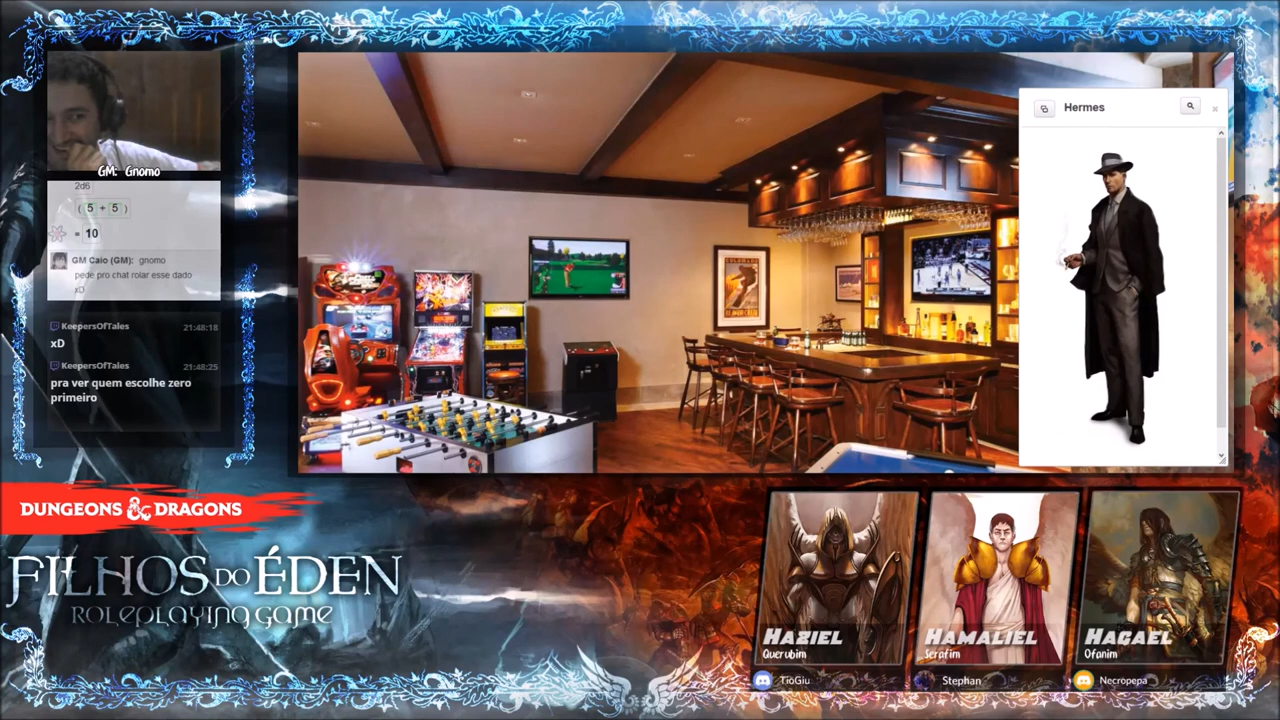 GM: Gnomo
2d6
(5 + 5)
= 10
GM Caio (GM): gnomo
pede pro chat rolar esse dado
xD
KeepersOfTales 21:48:18
xD
KeepersOfTales 21:48:25
pra ver quem escolhe zero
primeiro
Hermes
COLORADO
DUNGEONS & DRAGONS
FILHOS DO ÉDEN
ROLEPLAYING GAME
HAZIEL
Querubim
HAMALIEL
Serafim
HAGAEL
Ofanim
TioGiu
Stephan
Necropepa